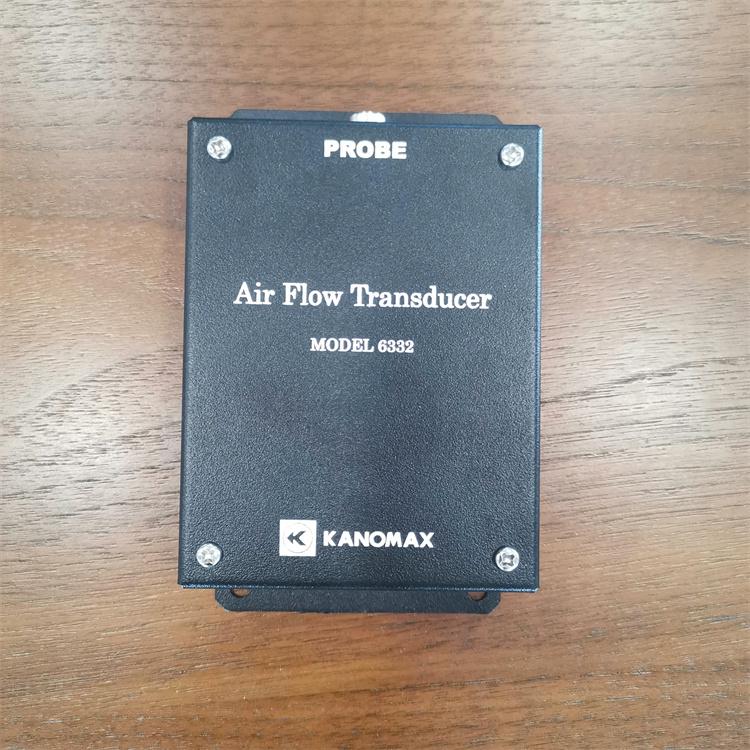 PROBE
Air Flow Transducer
MODEL 6332
KANOMAX